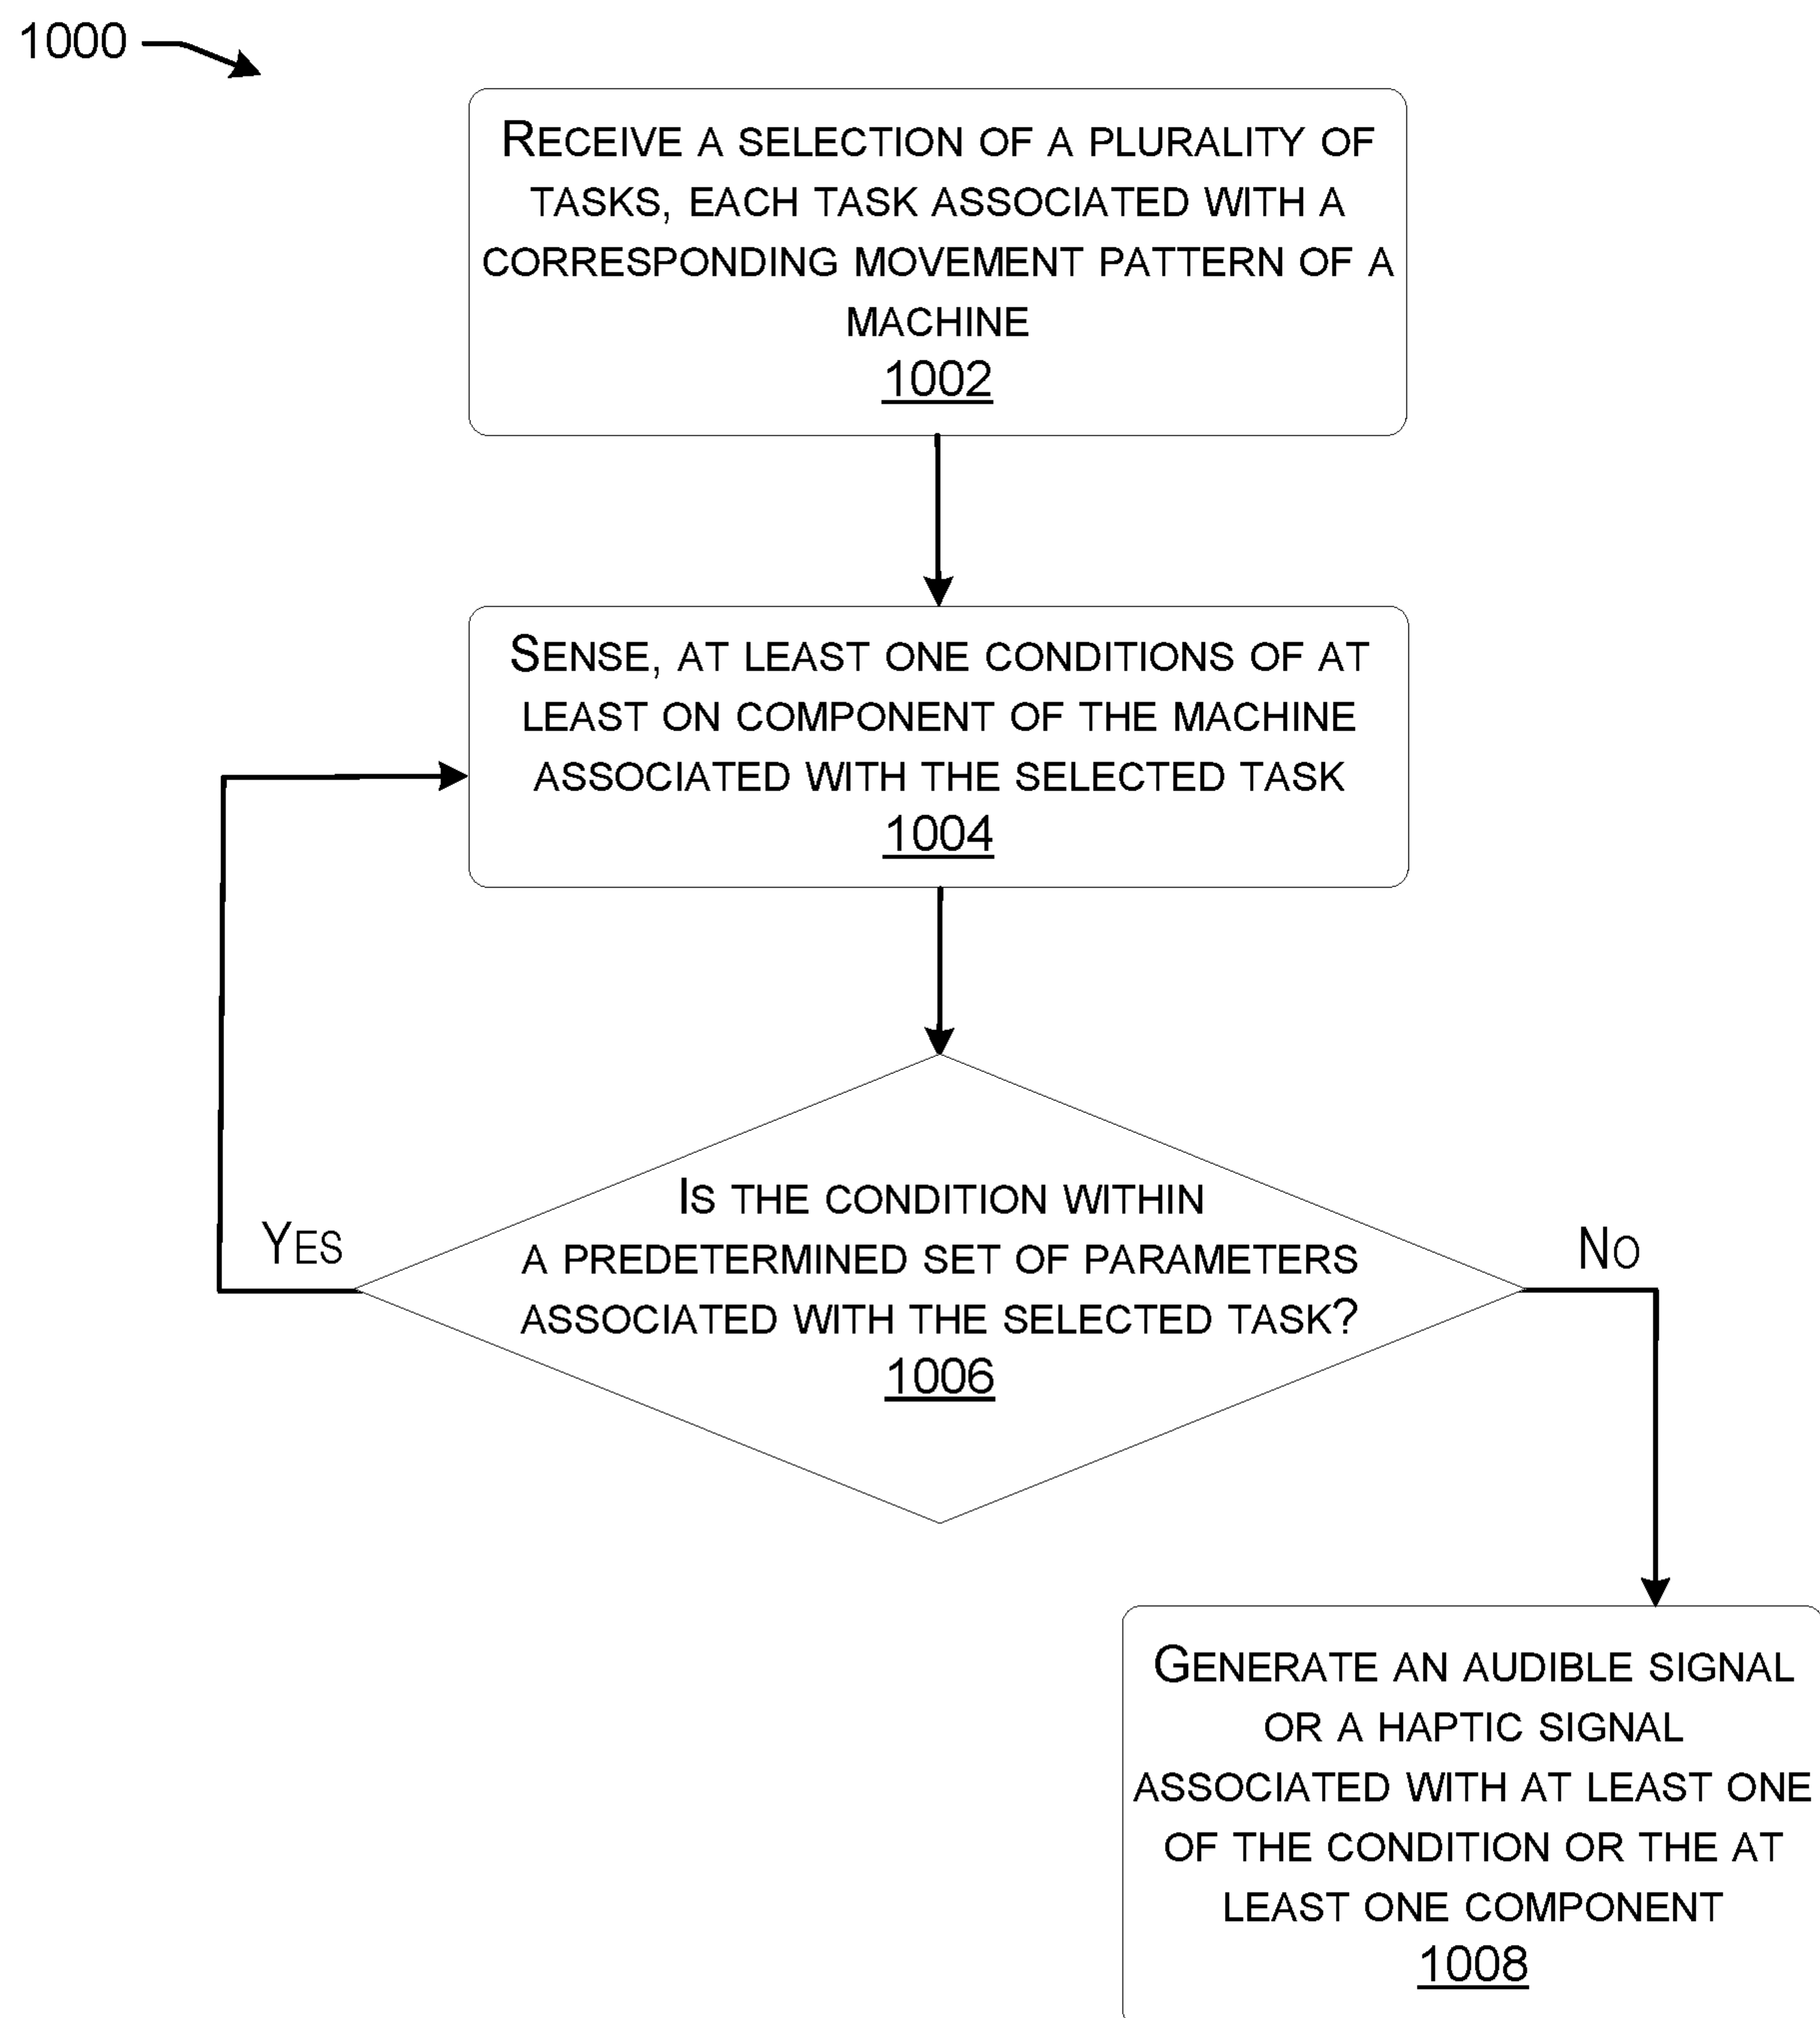 1000
RECEIVE A SELECTION OF A PLURALITY OF
TASKS, EACH TASK ASSOCIATED WITH A
CORRESPONDING MOVEMENT PATTERN OF A
MACHINE
1002
SENSE, AT LEAST ONE CONDITIONS OF AT
LEAST ON COMPONENT OF THE MACHINE
ASSOCIATED WITH THE SELECTED TASK
1004
IS THE CONDITION WITHIN
A PREDETERMINED SET OF PARAMETERS
ASSOCIATED WITH THE SELECTED TASK?
1006
YES
NO
GENERATE AN AUDIBLE SIGNAL
OR A HAPTIC SIGNAL
ASSOCIATED WITH AT LEAST ONE
OF THE CONDITION OR THE AT
LEAST ONE COMPONENT
1008